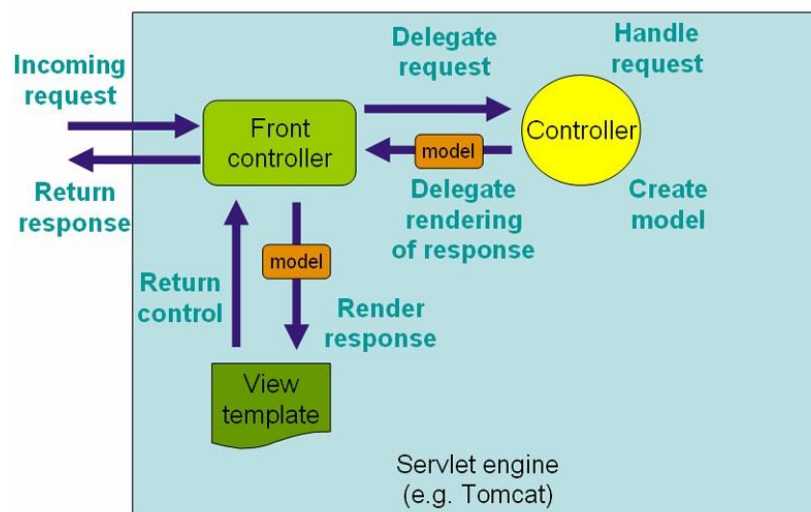 Incoming
request
Return
response
Front
controller
Delegate
request
Handle
request
Controller
model
Delegate
rendering
of response
Create
model
model
Return
control
Render
response
View
template
Servlet engine
(e.g. Tomcat)